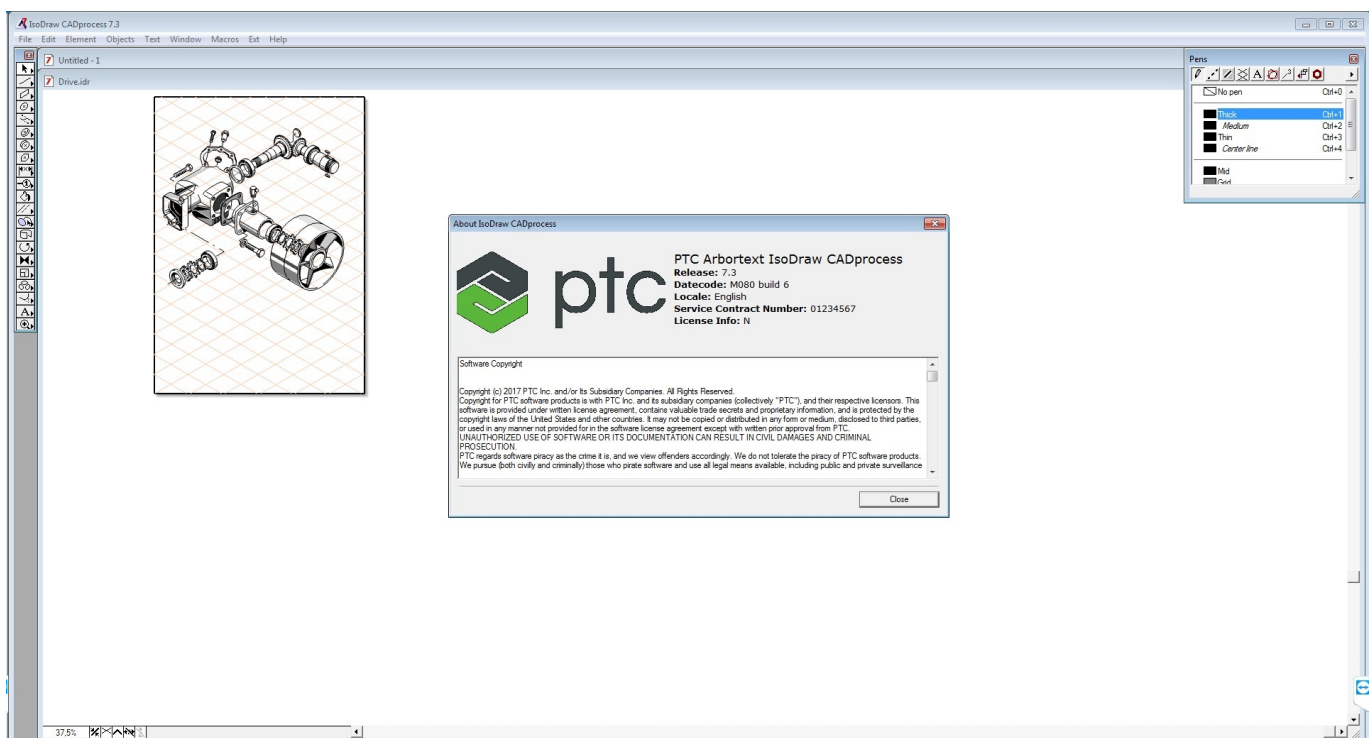 IsoDraw CADprocess 7.3
File Edit Element Objects Text Window Macros Ext Help
Untitled - 1
Drive.idr
Pens
No pen Ctrl+0
Thick Ctrl+1
Medium Ctrl+2
Thin Ctrl+3
Center line Ctrl+4
Mid
Grid
About IsoDraw CADprocess
ptc
PTC Arbortext IsoDraw CADprocess
Release: 7.3
Datecode: M080 build 6
Locale: English
Service Contract Number: 01234567
License Info: N
Software Copyright
Copyright (c) 2017 PTC Inc. and/or Its Subsidiary Companies. All Rights Reserved.
Copyright for PTC software products is with PTC Inc. and its subsidiary companies (collectively "PTC"), and their respective licensors. This
software is provided under written license agreement, contains valuable trade secrets and proprietary information, and is protected by the
copyright laws of the United States and other countries. It may not be copied or distributed in any form or medium, disclosed to third parties,
or used in any manner not provided for in the software license agreement except with written prior approval from PTC.
UNAUTHORIZED USE OF SOFTWARE OR ITS DOCUMENTATION CAN RESULT IN CIVIL DAMAGES AND CRIMINAL
PROSECUTION.
PTC regards software piracy as the crime it is, and we view offenders accordingly. We do not tolerate the piracy of PTC software products.
We pursue (both civilly and criminally) those who pirate software and use all legal means available, including public and private surveillance
Close
37,5%